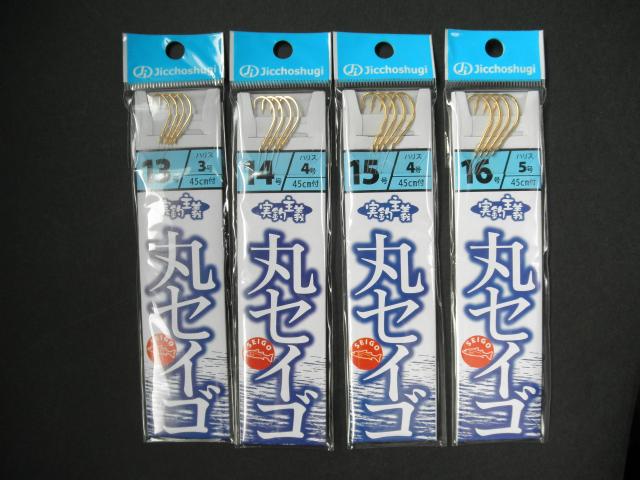 Jicchoshugi
13号
ハリス
3号
45cm付
実釣主義
丸セイゴ
SEIGO
Jicchoshugi
14号
ハリス
4号
45cm付
実釣主義
丸セイゴ
SEIGO
Jicchoshugi
15号
ハリス
4号
45cm付
実釣主義
丸セイゴ
SEIGO
Jicchoshugi
16号
ハリス
5号
45cm付
実釣主義
丸セイゴ
SEIGO